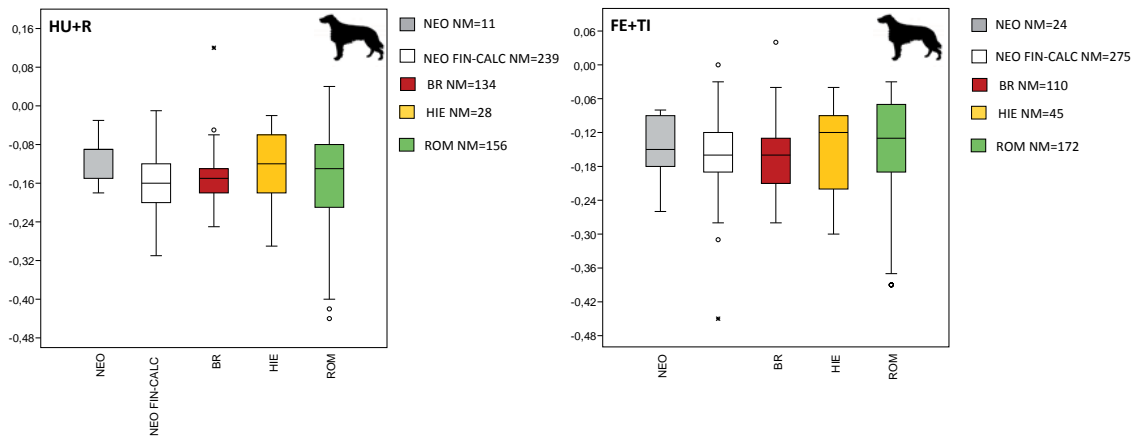 HU+R
0,16
0,08
0,00
-0,08
-0,16
-0,24
-0,32
-0,40
-0,48
NEO
NEO FIN-CALC
BR
HIE
ROM
NEO NM=11
NEO FIN-CALC NM=239
BR NM=134
HIE NM=28
ROM NM=156
FE+TI
0,06
0,00
-0,06
-0,12
-0,18
-0,24
-0,30
-0,36
-0,42
-0,48
NEO
BR
HIE
ROM
NEO NM=24
NEO FIN-CALC NM=275
BR NM=110
HIE NM=45
ROM NM=172